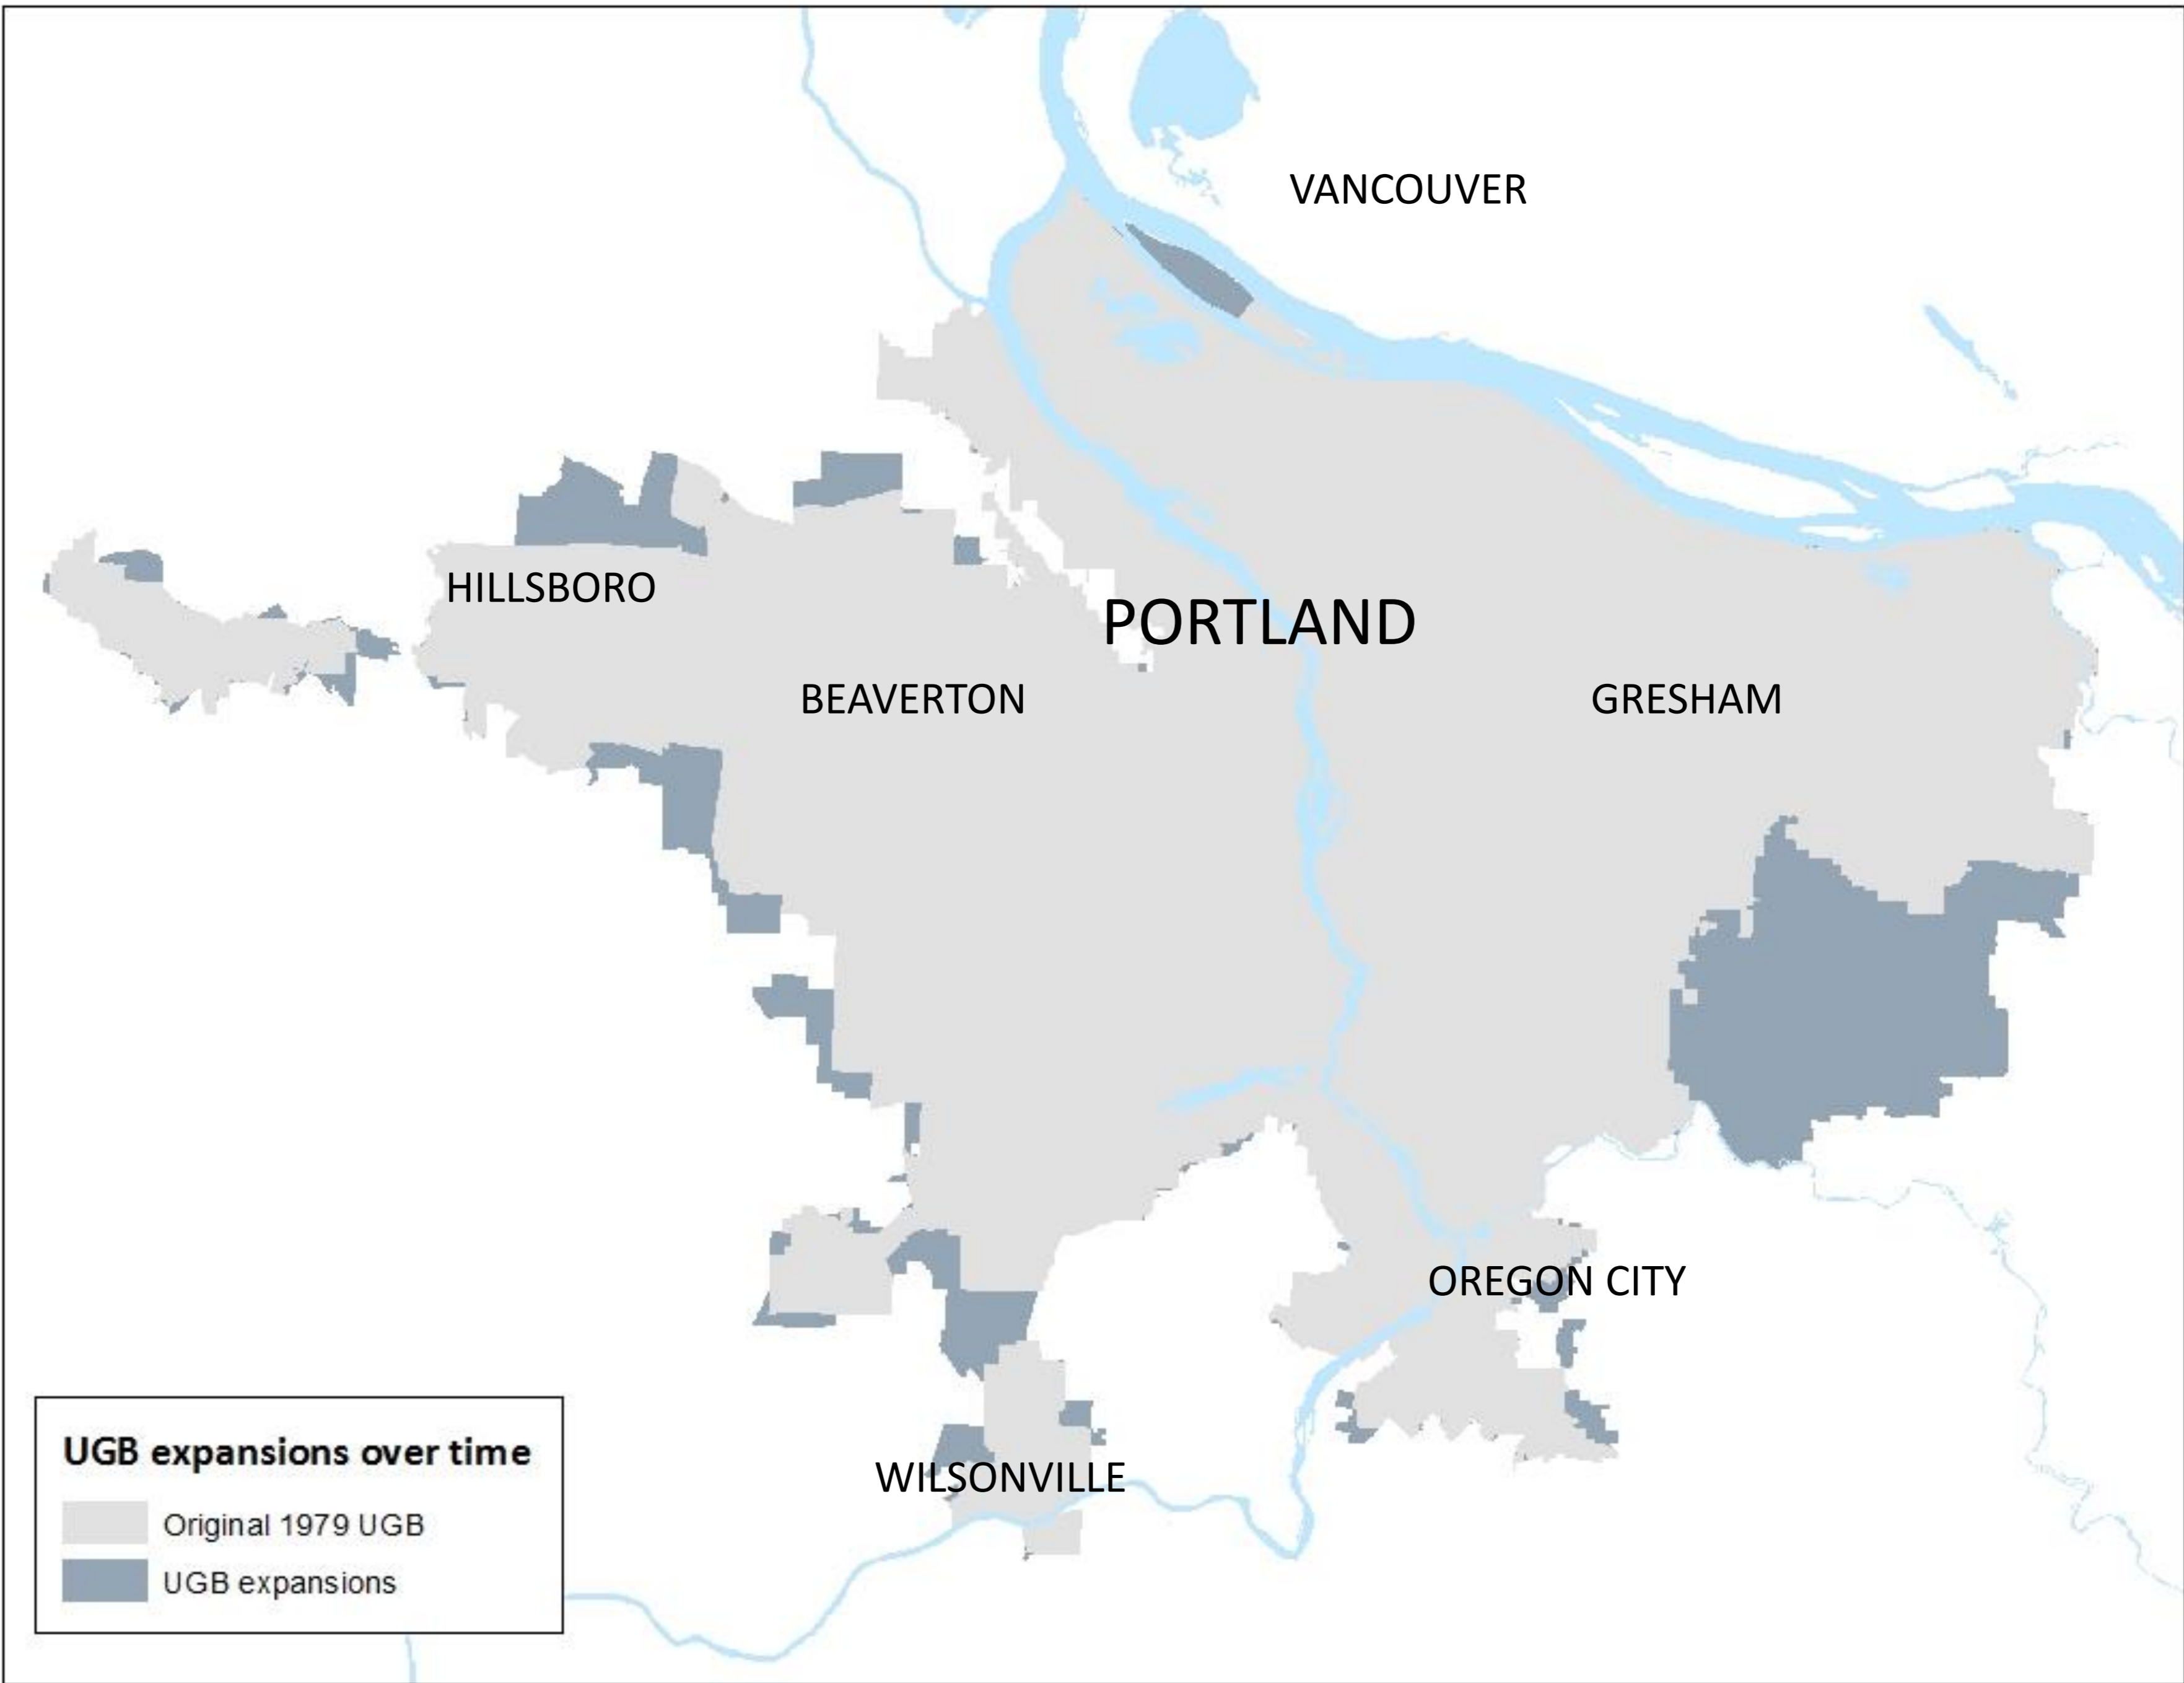 VANCOUVER
HILLSBORO
PORTLAND
BEAVERTON
GRESHAM
OREGON CITY
WILSONVILLE
UGB expansions over time
Original 1979 UGB
UGB expansions